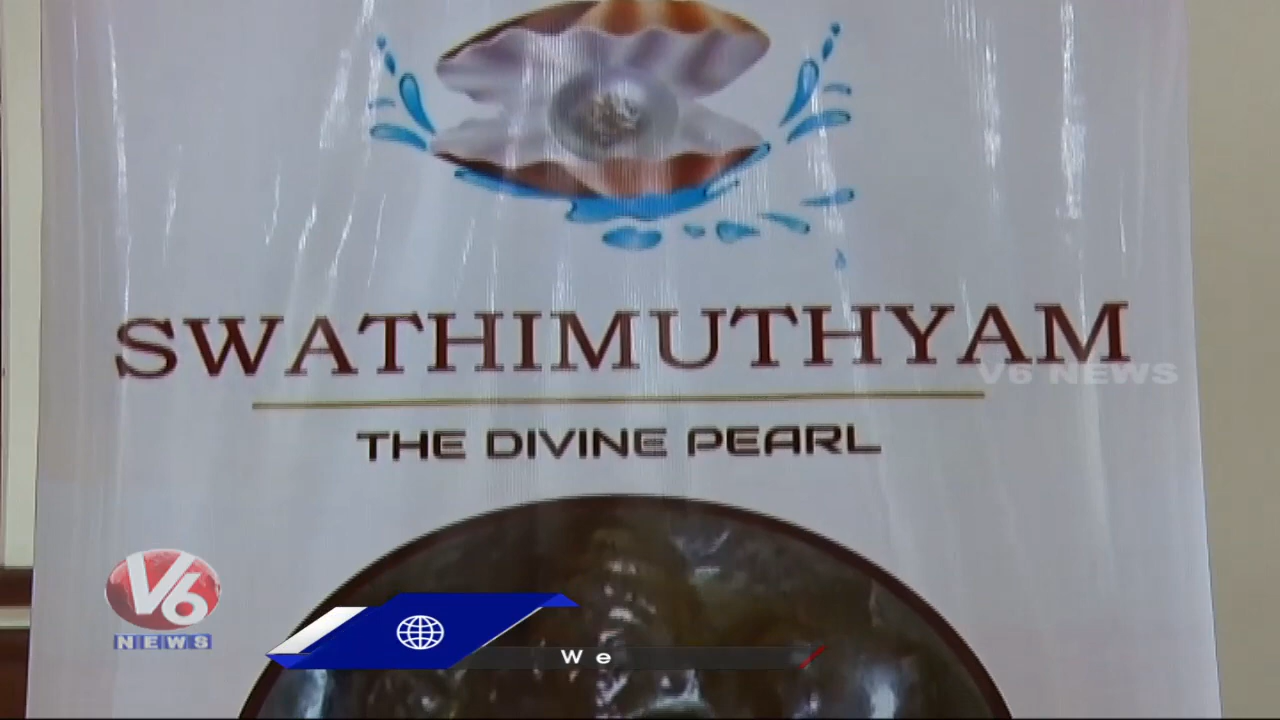 SWATHIMUTHYAM
V6 NEWS
THE DIVINE PEARL
V6
NEWS
We